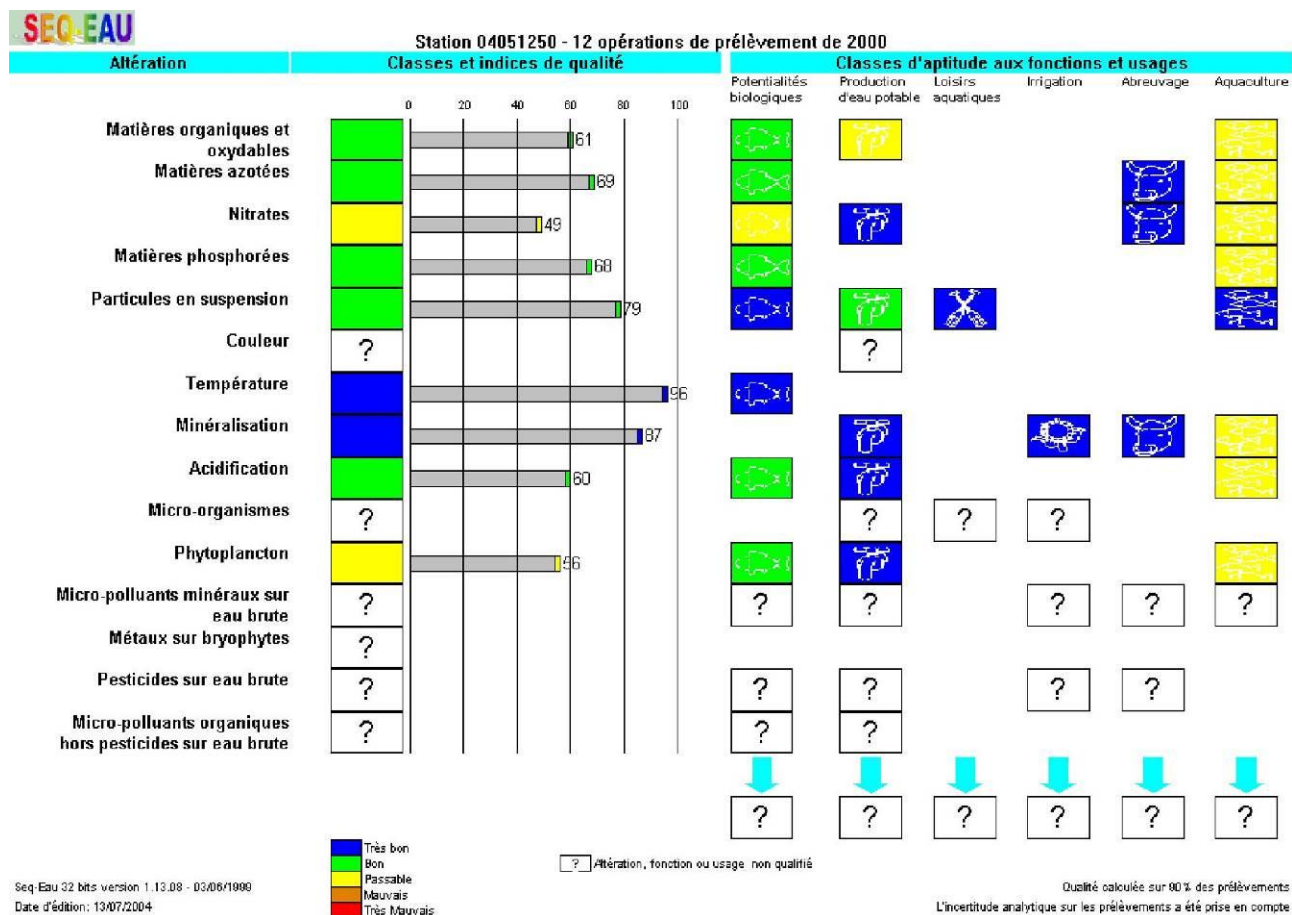 SEQ-EAU
Station 04051250 - 12 opérations de prélèvement de 2000
Altération
Classes et indices de qualité
Classes d'aptitude aux fonctions et usages
Potentialités
biologiques
Production
d'eau potable
Loisirs
aquatiques
Irrigation
Abreuvage
Aquaculture
0 20 40 60 80 100
Matières organiques et
oxydables
61
Matières azotées
69
Nitrates
49
Matières phosphorées
68
Particules en suspension
79
Couleur
? ?
Température
96
Minéralisation
87
Acidification
60
Micro-organismes
? ? ? ?
Phytoplancton
56
Micro-polluants minéraux sur
eau brute
? ? ? ? ? ?
Métaux sur bryophytes
?
Pesticides sur eau brute
? ? ? ? ?
Micro-polluants organiques
hors pesticides sur eau brute
? ? ?
? ? ? ? ? ?
Très bon
Bon
Passable
Mauvais
Très Mauvais
? Altération, fonction ou usage non qualifié
Seq-Eau 32 bits version 1.13.08 - 03/06/1999
Date d'édition: 13/07/2004
Qualité calculée sur 90 % des prélèvements
L'incertitude analytique sur les prélèvements a été prise en compte